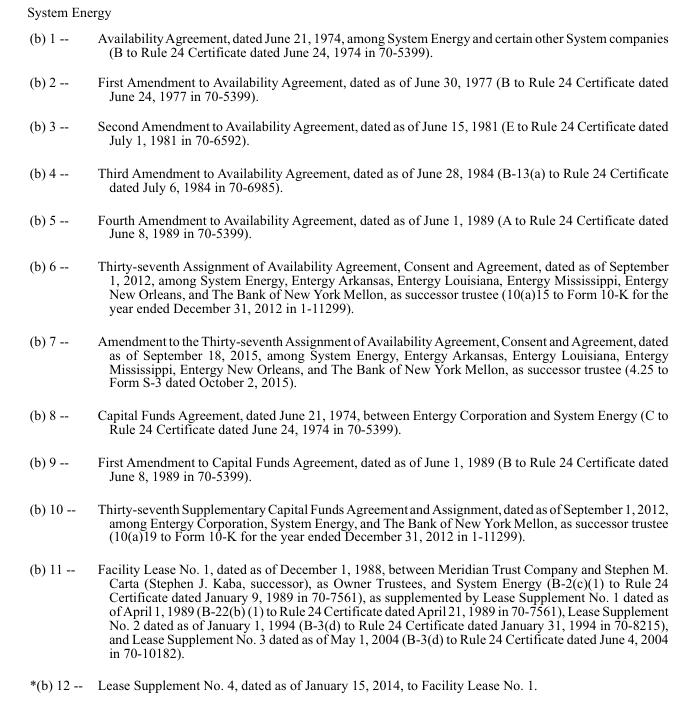 System Energy
(b) 1 -- Availability Agreement, dated June 21, 1974, among System Energy and certain other System companies
(B to Rule 24 Certificate dated June 24, 1974 in 70-5399).
(b) 2 -- First Amendment to Availability Agreement, dated as of June 30, 1977 (B to Rule 24 Certificate dated
June 24, 1977 in 70-5399).
(b) 3 -- Second Amendment to Availability Agreement, dated as of June 15, 1981 (E to Rule 24 Certificate dated
July 1, 1981 in 70-6592).
(b) 4 -- Third Amendment to Availability Agreement, dated as of June 28, 1984 (B-13(a) to Rule 24 Certificate
dated July 6, 1984 in 70-6985).
(b) 5 -- Fourth Amendment to Availability Agreement, dated as of June 1, 1989 (A to Rule 24 Certificate dated
June 8, 1989 in 70-5399).
(b) 6 -- Thirty-seventh Assignment of Availability Agreement, Consent and Agreement, dated as of September
1, 2012, among System Energy, Entergy Arkansas, Entergy Louisiana, Entergy Mississippi, Entergy
New Orleans, and The Bank of New York Mellon, as successor trustee (10(a)15 to Form 10-K for the
year ended December 31, 2012 in 1-11299).
(b) 7 -- Amendment to the Thirty-seventh Assignment of Availability Agreement, Consent and Agreement, dated
as of September 18, 2015, among System Energy, Entergy Arkansas, Entergy Louisiana, Entergy
Mississippi, Entergy New Orleans, and The Bank of New York Mellon, as successor trustee (4.25 to
Form S-3 dated October 2, 2015).
(b) 8 -- Capital Funds Agreement, dated June 21, 1974, between Entergy Corporation and System Energy (C to
Rule 24 Certificate dated June 24, 1974 in 70-5399).
(b) 9 -- First Amendment to Capital Funds Agreement, dated as of June 1, 1989 (B to Rule 24 Certificate dated
June 8, 1989 in 70-5399).
(b) 10 -- Thirty-seventh Supplementary Capital Funds Agreement and Assignment, dated as of September 1, 2012,
among Entergy Corporation, System Energy, and The Bank of New York Mellon, as successor trustee
(10(a)19 to Form 10-K for the year ended December 31, 2012 in 1-11299).
(b) 11 -- Facility Lease No. 1, dated as of December 1, 1988, between Meridian Trust Company and Stephen M.
Carta (Stephen J. Kaba, successor), as Owner Trustees, and System Energy (B-2(c)(1) to Rule 24
Certificate dated January 9, 1989 in 70-7561), as supplemented by Lease Supplement No. 1 dated as
of April 1, 1989 (B-22(b) (1) to Rule 24 Certificate dated April 21, 1989 in 70-7561), Lease Supplement
No. 2 dated as of January 1, 1994 (B-3(d) to Rule 24 Certificate dated January 31, 1994 in 70-8215),
and Lease Supplement No. 3 dated as of May 1, 2004 (B-3(d) to Rule 24 Certificate dated June 4, 2004
in 70-10182).
*(b) 12 -- Lease Supplement No. 4, dated as of January 15, 2014, to Facility Lease No. 1.